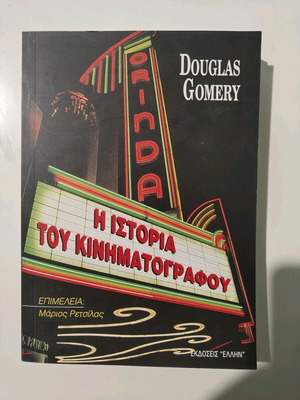 DOUGLAS
GOMERY
ORINDA
Η ΙΣΤΟΡΙΑ
ΤΟΥ ΚΙΝΗΜΑΤΟΓΡΑΦΟΥ
ΕΠΙΜΕΛΕΙΑ:
Μάριος Ρετσίλας
ΕΚΔΟΣΕΙΣ "ΕΛΛΗΝ"